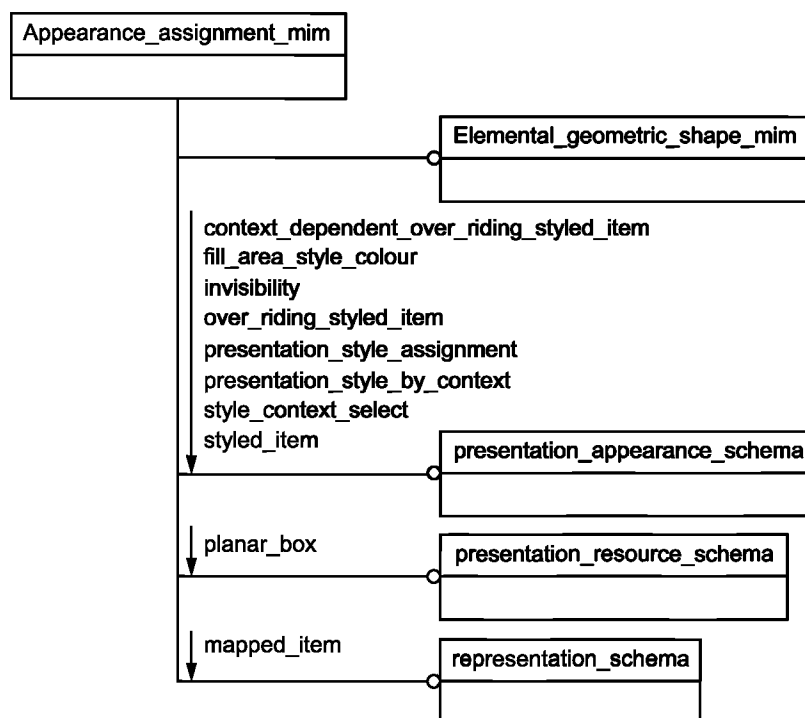 Appearance_assignment_mim
Elemental_geometric_shape_mim
context_dependent_over_riding_styled_item
fill_area_style_colour
invisibility
over_riding_styled_item
presentation_style_assignment
presentation_style_by_context
style_context_select
styled_item
presentation_appearance_schema
planar_box
presentation_resource_schema
mapped_item
representation_schema